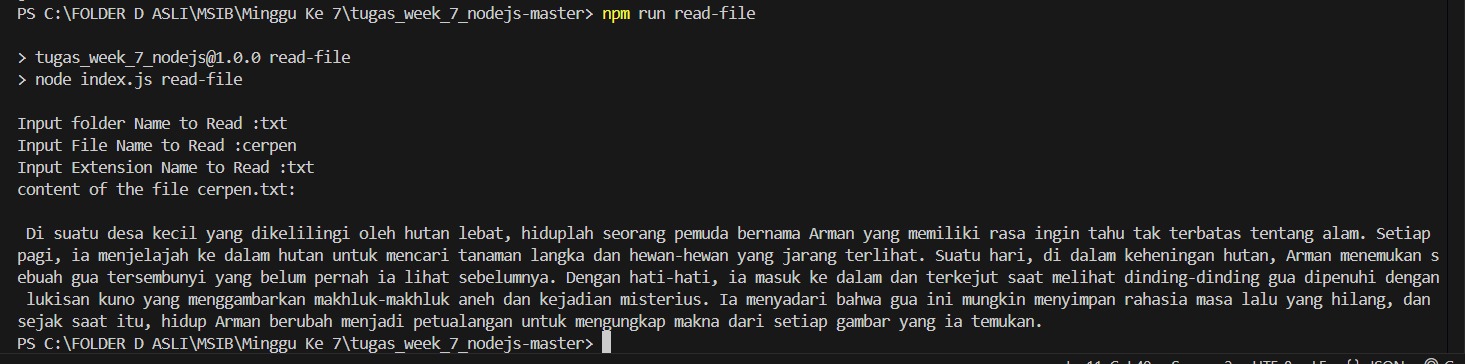 PS C:\FOLDER D ASLI\MSIB\Minggu Ke 7\tugas_week_7_nodejs-master> npm run read-file
> tugas_week_7_nodejs@1.0.0 read-file
> node index.js read-file
Input folder Name to Read :txt
Input File Name to Read :cerpen
Input Extension Name to Read :txt
content of the file cerpen.txt:
Di suatu desa kecil yang dikelilingi oleh hutan lebat, hiduplah seorang pemuda bernama Arman yang memiliki rasa ingin tahu tak terbatas tentang alam. Setiap
pagi, ia menjelajah ke dalam hutan untuk mencari tanaman langka dan hewan-hewan yang jarang terlihat. Suatu hari, di dalam keheningan hutan, Arman menemukan s
ebuah gua tersembunyi yang belum pernah ia lihat sebelumnya. Dengan hati-hati, ia masuk ke dalam dan terkejut saat melihat dinding-dinding gua dipenuhi dengan
lukisan kuno yang menggambarkan makhluk-makhluk aneh dan kejadian misterius. Ia menyadari bahwa gua ini mungkin menyimpan rahasia masa lalu yang hilang, dan
sejak saat itu, hidup Arman berubah menjadi petualangan untuk mengungkap makna dari setiap gambar yang ia temukan.
PS C:\FOLDER D ASLI\MSIB\Minggu Ke 7\tugas_week_7_nodejs-master>